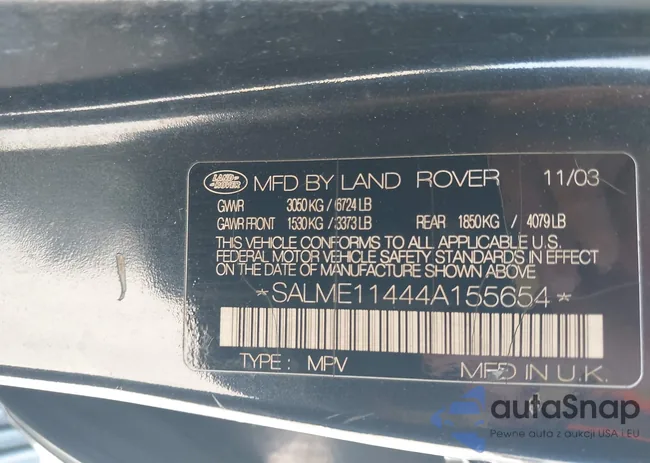 LAND ROVER MFD BY LAND ROVER 11/03
GVWR 3050 KG / 6724 LB
GAWR FRONT 1530 KG / 3373 LB REAR 1850 KG / 4079 LB
THIS VEHICLE CONFORMS TO ALL APPLICABLE U.S.
FEDERAL MOTOR VEHICLE SAFETY STANDARDS IN EFFECT
ON THE DATE OF MANUFACTURE SHOWN ABOVE
*SALME11444A155654*
TYPE: MPV MFD IN U.K.
autaSnap
Pewne auto z aukcji USA i EU